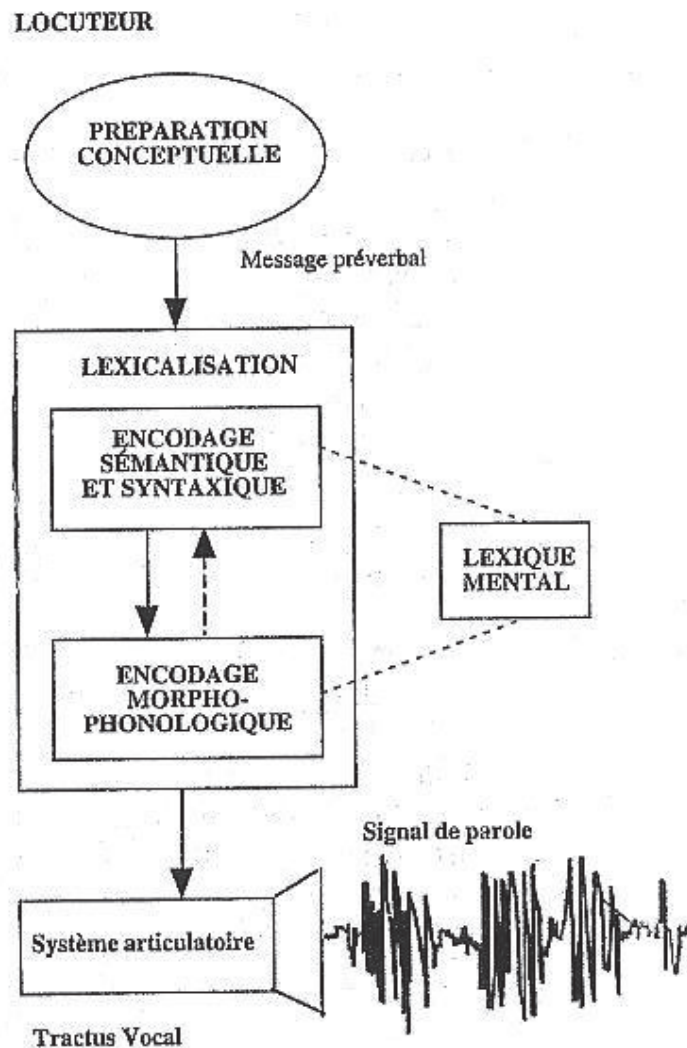 LOCUTEUR
PREPARATION
CONCEPTUELLE
Message préverbal
LEXICALISATION
ENCODAGE
SÉMANTIQUE
ET SYNTAXIQUE
LEXIQUE
MENTAL
ENCODAGE
MORPHO-
PHONOLOGIQUE
Signal de parole
Système articulatoire
Tractus Vocal